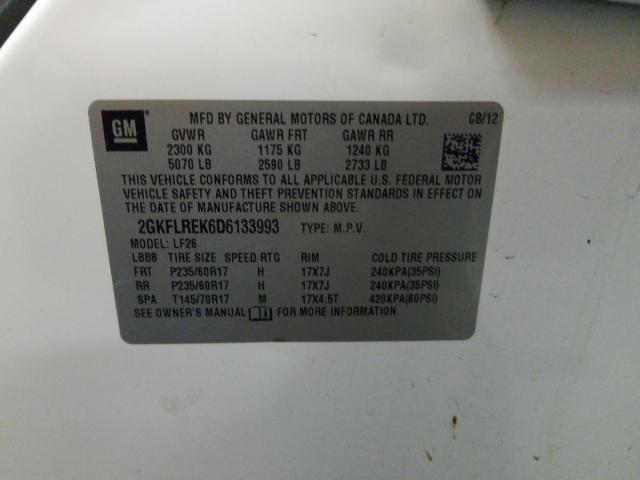 GM
MFD BY GENERAL MOTORS OF CANADA LTD. 08/12
GVWR GAWR FRT GAWR RR
2300 KG 1175 KG 1240 KG
5070 LB 2590 LB 2733 LB
THIS VEHICLE CONFORMS TO ALL APPLICABLE U.S. FEDERAL MOTOR
VEHICLE SAFETY AND THEFT PREVENTION STANDARDS IN EFFECT ON
THE DATE OF MANUFACTURE SHOWN ABOVE.
2GKFLREK6D6133993 TYPE: M.P.V.
MODEL: LF26
LBBB TIRE SIZE SPEED RTG RIM COLD TIRE PRESSURE
FRT P235/60R17 H 17X7J 240KPA(35PSI)
RR P235/60R17 H 17X7J 240KPA(35PSI)
SPA T145/70R17 M 17X4.5T 420KPA(60PSI)
SEE OWNER'S MANUAL FOR MORE INFORMATION.